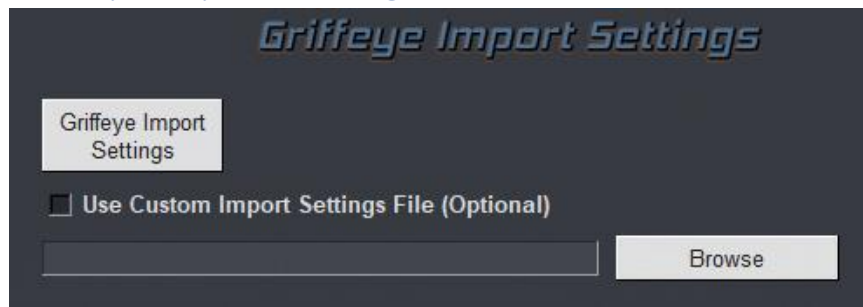 Griffeye Import Settings
Griffeye Import
Settings
Use Custom Import Settings File (Optional)
Browse